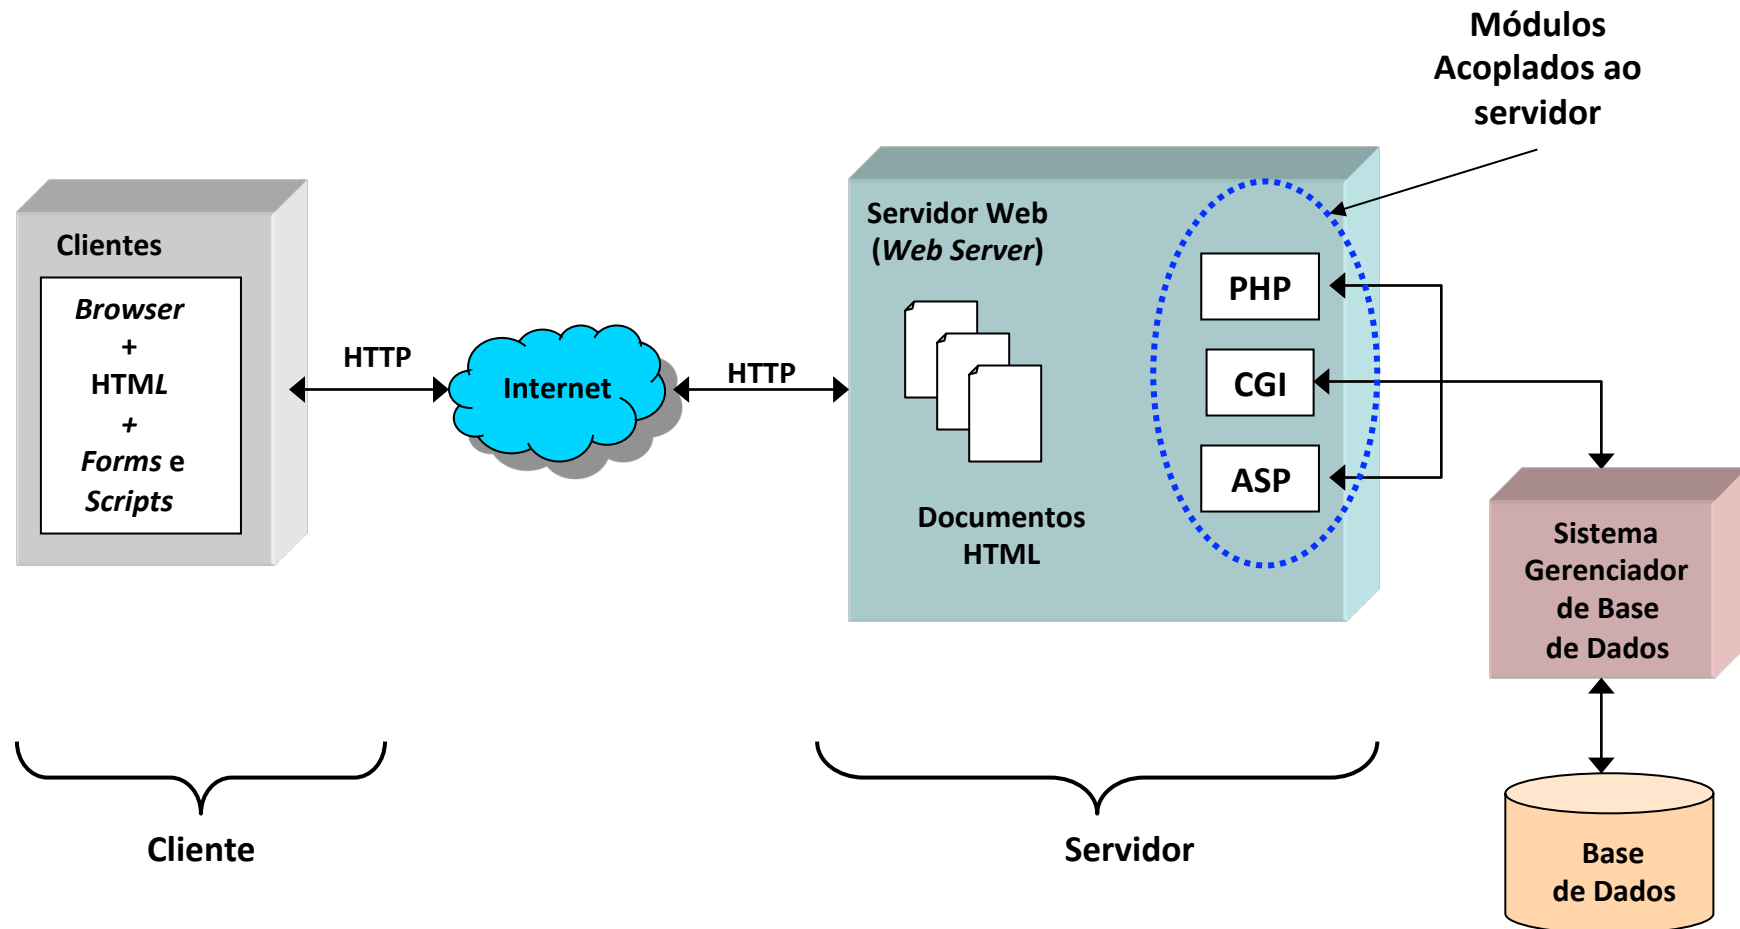 Módulos
Acoplados ao
servidor
Clientes
Browser
+
HTML
+
Forms e
Scripts
HTTP
Internet
HTTP
Servidor Web
(Web Server)
Documentos
HTML
PHP
CGI
ASP
Sistema
Gerenciador
de Base
de Dados
Base
de Dados
Cliente
Servidor